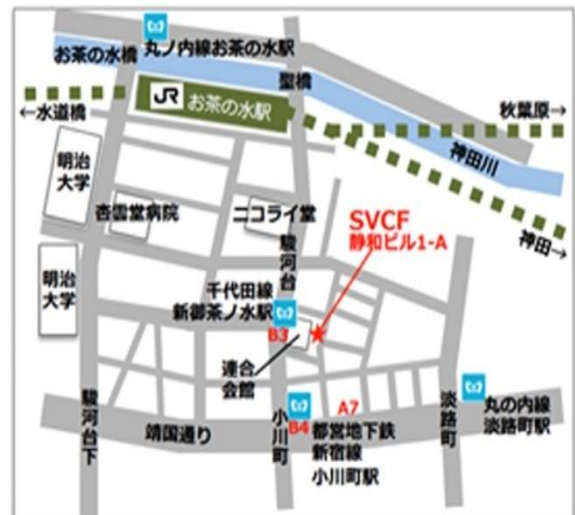 丸ノ内線お茶の水駅
お茶の水橋
聖橋
JR お茶の水駅
←水道橋
秋葉原→
神田川
神田→
明治
大学
杏雲堂病院
ニコライ堂
SVCF
静和ビル1-A
駿河台
明治
大学
千代田線
新御茶ノ水駅
B3
連合
会館
駿河台下
靖国通り
小川町
B4
A7
都営地下鉄
新宿線
小川町駅
淡路町
丸の内線
淡路町駅